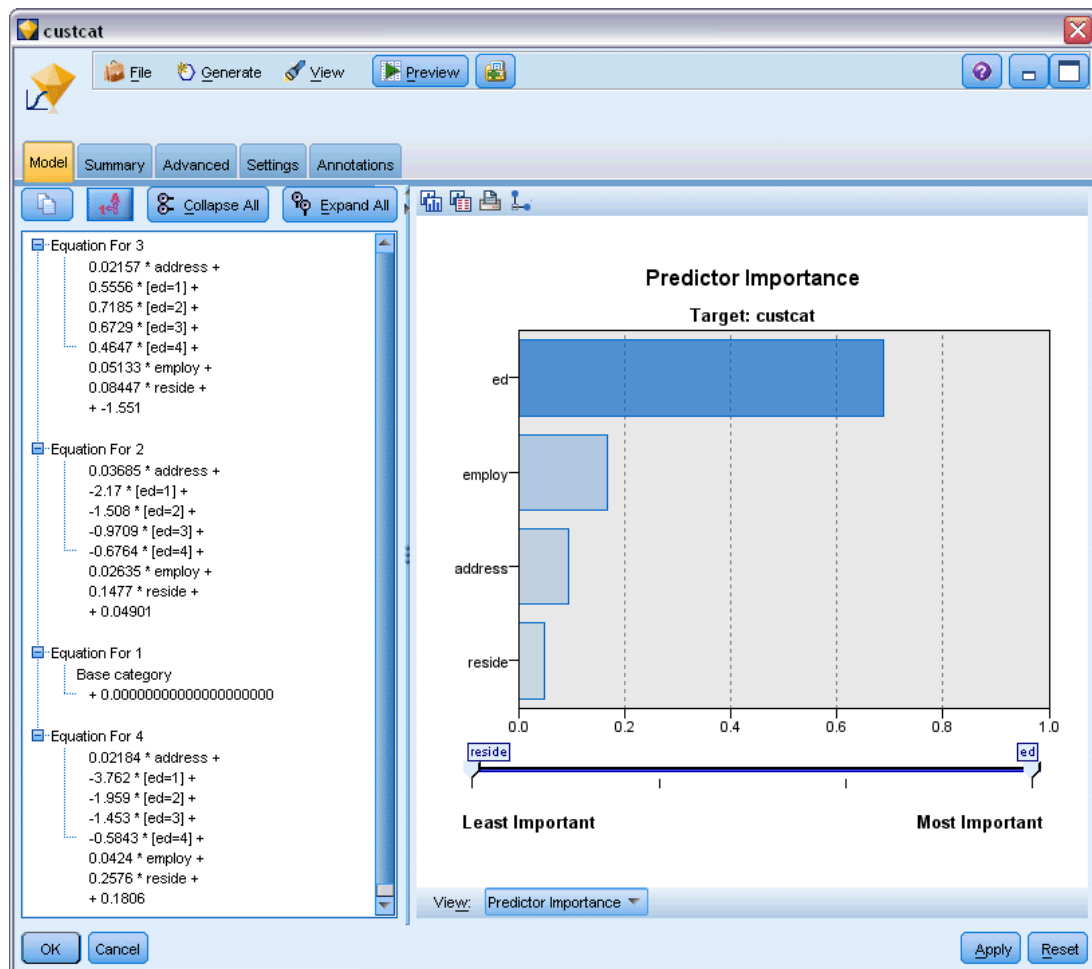 custcat
File Generate View Preview
Model Summary Advanced Settings Annotations
Collapse All Expand All
Equation For 3
0.02157 * address +
0.5556 * [ed=1] +
0.7185 * [ed=2] +
0.6729 * [ed=3] +
0.4647 * [ed=4] +
0.05133 * employ +
0.08447 * reside +
+ -1.551
Equation For 2
0.03685 * address +
-2.17 * [ed=1] +
-1.508 * [ed=2] +
-0.9709 * [ed=3] +
-0.6764 * [ed=4] +
0.02635 * employ +
0.1477 * reside +
+ 0.04901
Equation For 1
Base category
+ 0.00000000000000000000
Equation For 4
0.02184 * address +
-3.762 * [ed=1] +
-1.959 * [ed=2] +
-1.453 * [ed=3] +
-0.5843 * [ed=4] +
0.0424 * employ +
0.2576 * reside +
+ 0.1806
Predictor Importance
Target: custcat
ed
employ
address
reside
0.0 0.2 0.4 0.6 0.8 1.0
reside ed
Least Important Most Important
View: Predictor Importance
OK Cancel Apply Reset